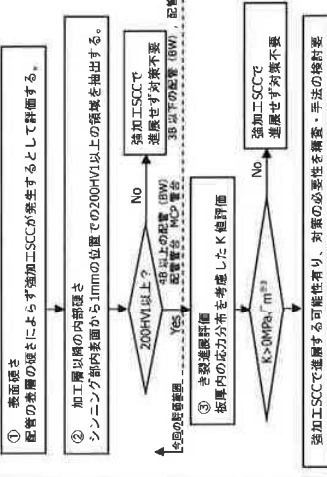 ① 表面硬さ
配管の表層の硬さによらず強加工SCCが発生するとして評価する。
② 加工層以降の内部硬さ
シンニング部内表面から1mmの位置での200HV1以上の領域を抽出する。
200HV1以上?
No
強加工SCCで
進展せず対策不要
Yes
4B以上の配管 (BW)
配管管台 MCP管台
3B以下の配管 (BW), 配管
今回の評価範囲
③ き裂進展評価
板厚内の応力分布を考慮したK値評価
K>0MPa√m
No
強加工SCCで
進展せず対策不要
強加工SCCで進展する可能性有り、対策の必要性を精査・手法の検討要